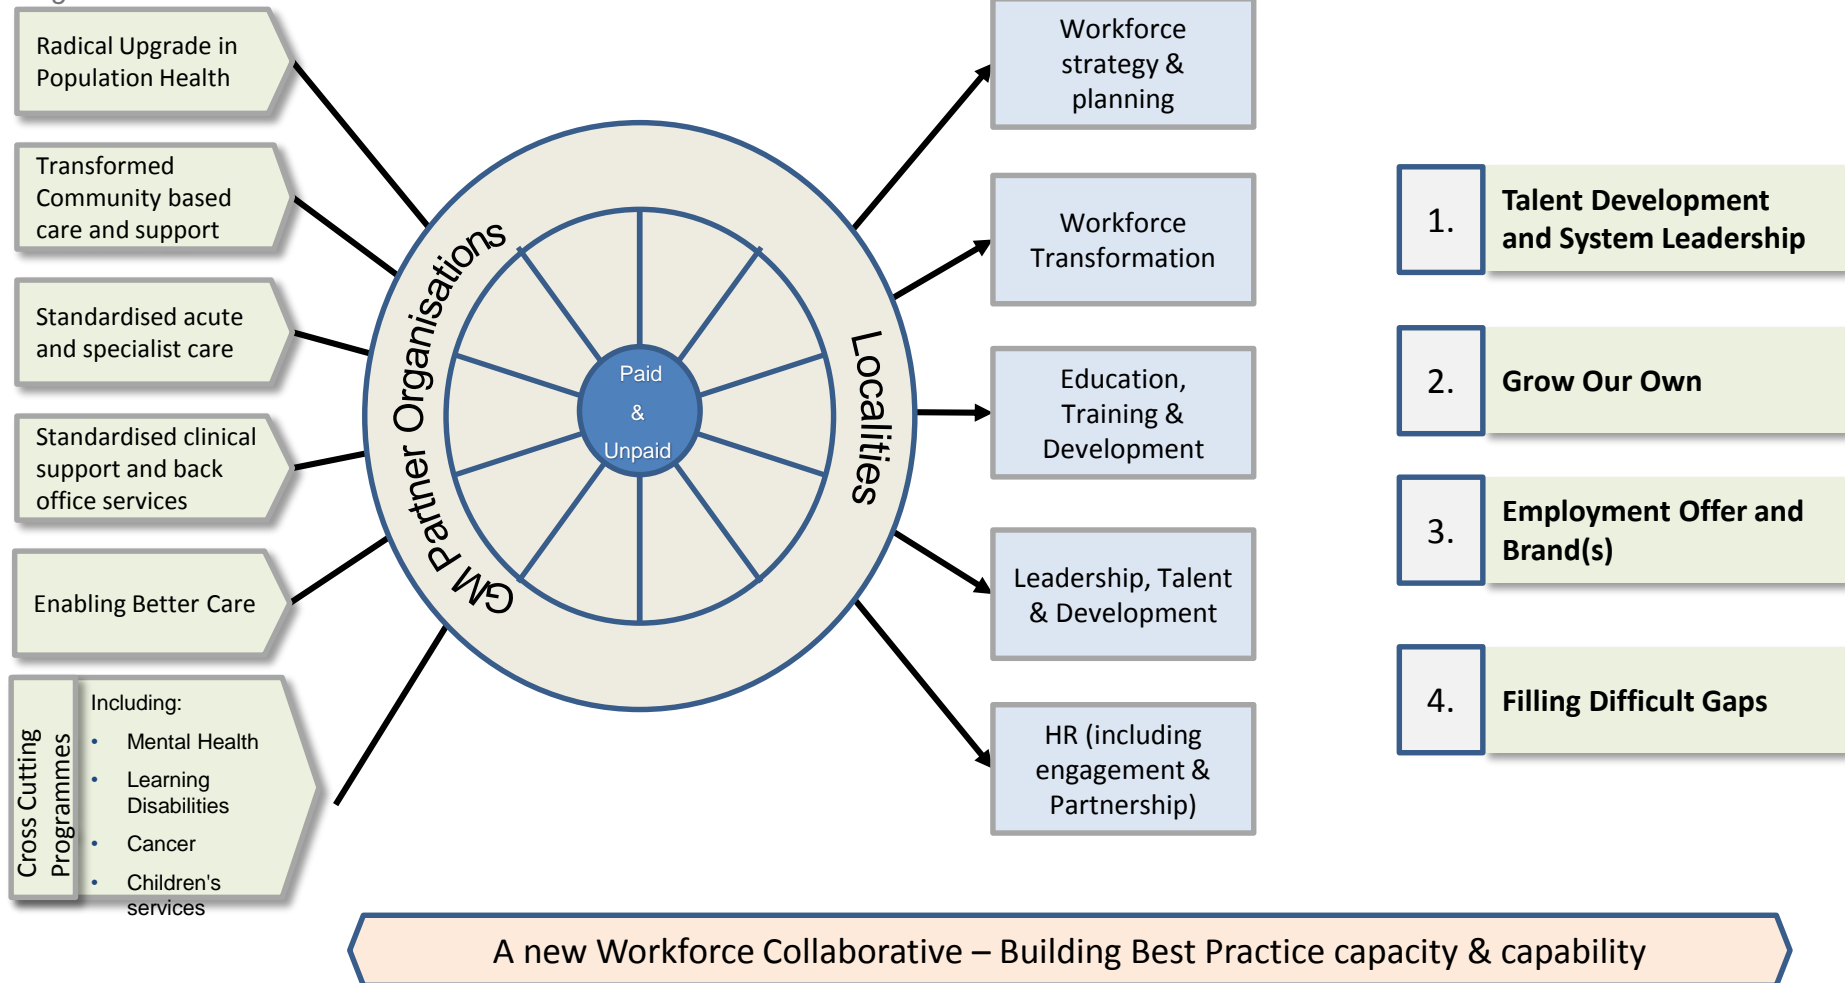 Radical Upgrade in
Population Health
Transformed
Community based
care and support
Standardised acute
and specialist care
Standardised clinical
support and back
office services
Enabling Better Care
Cross Cutting
Programmes
Including:
• Mental Health
• Learning
Disabilities
• Cancer
• Children's
services
GM Partner Organisations
Paid
&
Unpaid
Localities
Workforce
strategy &
planning
Workforce
Transformation
Education,
Training &
Development
Leadership, Talent
& Development
HR (including
engagement &
Partnership)
1.
Talent Development
and System Leadership
2.
Grow Our Own
3.
Employment Offer and
Brand(s)
4.
Filling Difficult Gaps
A new Workforce Collaborative – Building Best Practice capacity & capability